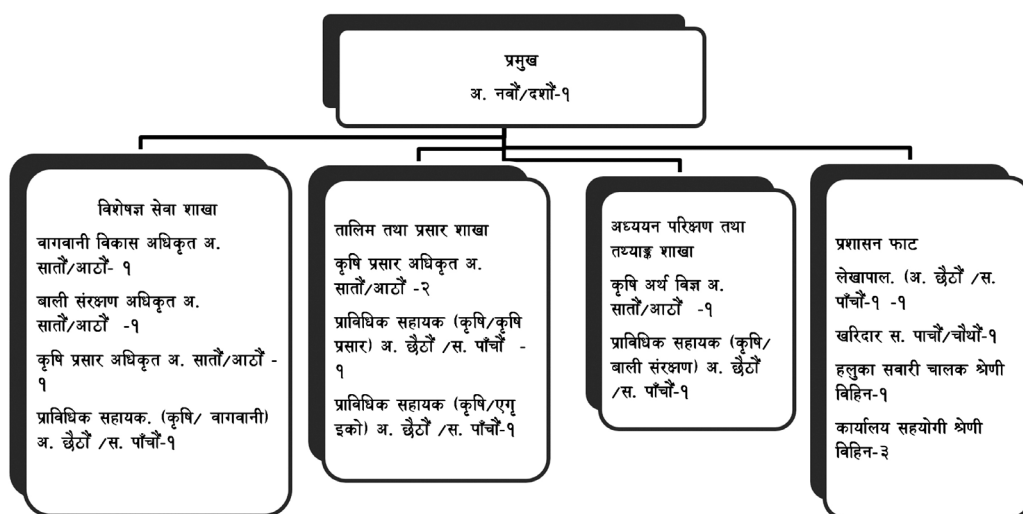 प्रमुख
अ. नवौं/दशौं-१
विशेषज्ञ सेवा शाखा
वागवानी विकास अधिकृत अ.
सातौं/आठौं- १
बाली संरक्षण अधिकृत अ.
सातौं/आठौं -१
कृषि प्रसार अधिकृत अ. सातौं/आठौं -
१
प्राविधिक सहायक. (कृषि/ वागवानी)
अ. छैठौं /स. पाँचौं-१
तालिम तथा प्रसार शाखा
कृषि प्रसार अधिकृत अ.
सातौं/आठौं -२
प्राविधिक सहायक (कृषि/कृषि
प्रसार) अ. छैठौं /स. पाँचौं -
१
प्राविधिक सहायक (कृषि/एगृ
इको) अ. छैठौं /स. पाँचौं-१
अध्ययन परिक्षण तथा
तथ्याङ्क शाखा
कृषि अर्थ विज्ञ अ.
सातौं/आठौं -१
प्राविधिक सहायक (कृषि/
बाली संरक्षण) अ. छैठौं
/स. पाँचौं-१
प्रशासन फाट
लेखापाल. (अ. छैठौं /स.
पाँचौं-१ -१
खरिदार स. पाचौं/चौथौं-१
हलुका सबारी चालक श्रेणी
विहिन-१
कार्यालय सहयोगी श्रेणी
विहिन-३